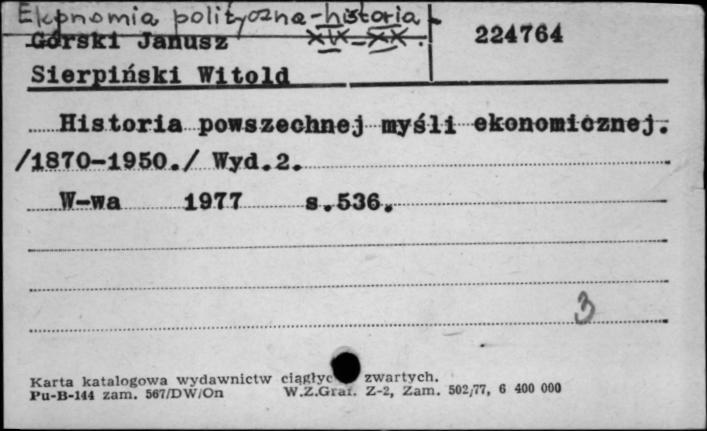 Ekonomia polityczna - historia
Górski Janusz XIX-XX. 224764
Sierpiński Witold
Historia powszechnej myśli ekonomicznej.
/1870-1950./ Wyd.2.
W-wa 1977 s.536.
3
Karta katalogowa wydawnictw ciągłyc zwartych.
Pu-B-144 zam. 567/DW/On W.Z.Graf. Z-2, Zam. 502/77, 6 400 000